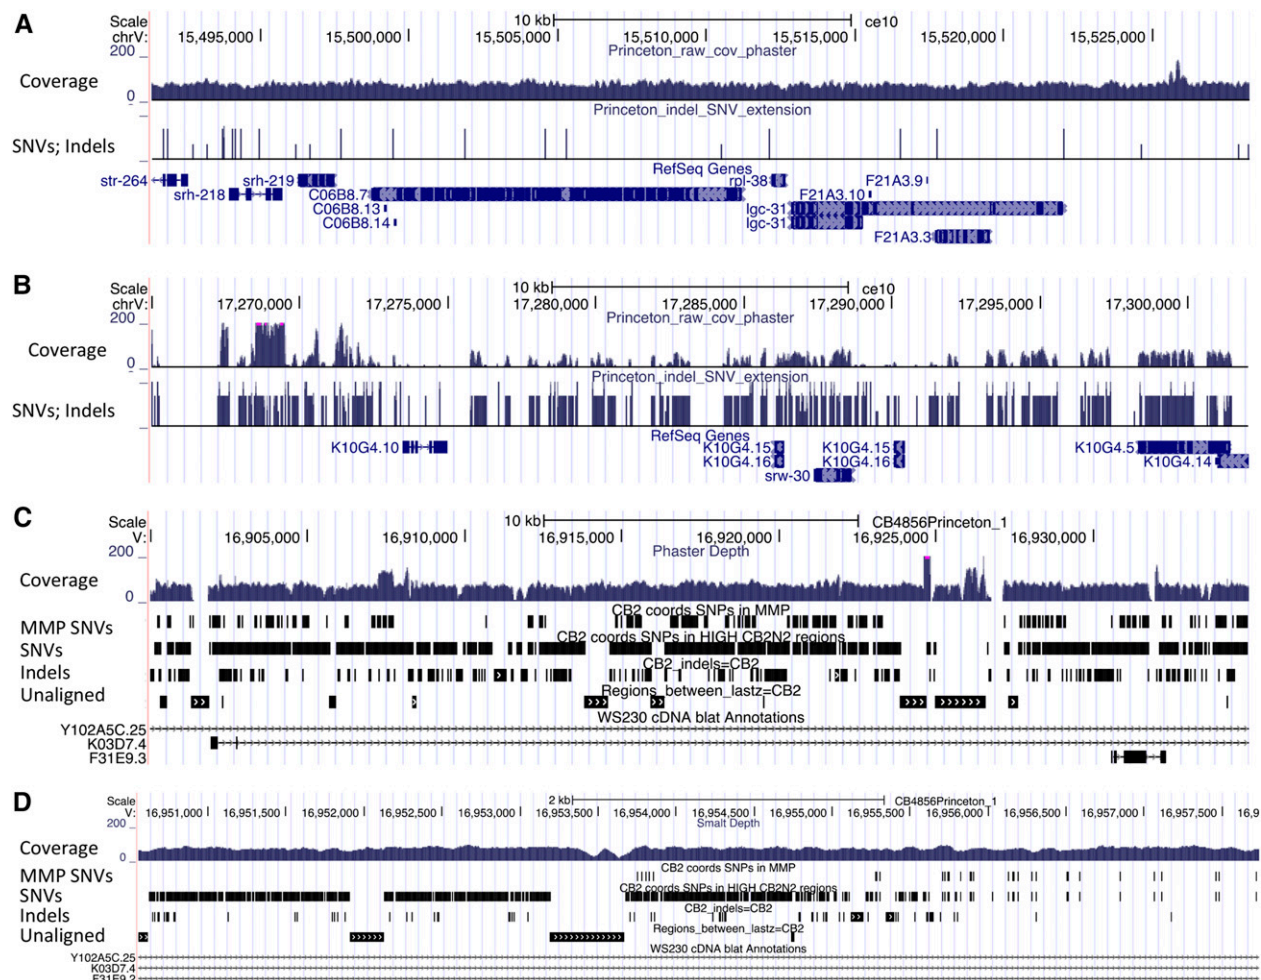 A
Scale 10 kb ce10
chrV: 15,495,000 15,500,000 15,505,000 15,510,000 15,515,000 15,520,000 15,525,000
200 Princeton_raw_cov_phaster
Coverage
0
Princeton_indel_SNV_extension
SNVs; Indels
RefSeq Genes
str-264 srh-219 rpl-38 F21A3.9
srh-218 C06B8.7 F21A3.10
C06B8.13 lgc-31
C06B8.14 lgc-31
F21A3.3
B
Scale 10 kb ce10
chrV: 17,270,000 17,275,000 17,280,000 17,285,000 17,290,000 17,295,000 17,300,000
200 Princeton_raw_cov_phaster
Coverage
0
Princeton_indel_SNV_extension
SNVs; Indels
RefSeq Genes
K10G4.10 K10G4.15 K10G4.15 K10G4.5
K10G4.16 K10G4.16 K10G4.14
srw-30
C
Scale 10 kb CB4856Princeton_1
V: 16,905,000 16,910,000 16,915,000 16,920,000 16,925,000 16,930,000
200 Phaster Depth
Coverage
0
CB2 coords SNPs in MMP
MMP SNVs
CB2 coords SNPs in HIGH CB2N2 regions
SNVs
CB2_indels=CB2
Indels
Regions_between_lastz=CB2
Unaligned
WS230 cDNA blat Annotations
Y102A5C.25
K03D7.4
F31E9.3
D
Scale 2 kb CB4856Princeton_1
V: 16,951,000 16,951,500 16,952,000 16,952,500 16,953,000 16,953,500 16,954,000 16,954,500 16,955,000 16,955,500 16,956,000 16,956,500 16,957,000 16,957,500 16,9
200 Smalt Depth
Coverage
0
CB2 coords SNPs in MMP
MMP SNVs
CB2 coords SNPs in HIGH CB2N2 regions
SNVs
CB2_indels=CB2
Indels
Regions_between_lastz=CB2
Unaligned
WS230 cDNA blat Annotations
Y102A5C.25
K03D7.4
F31E9.3